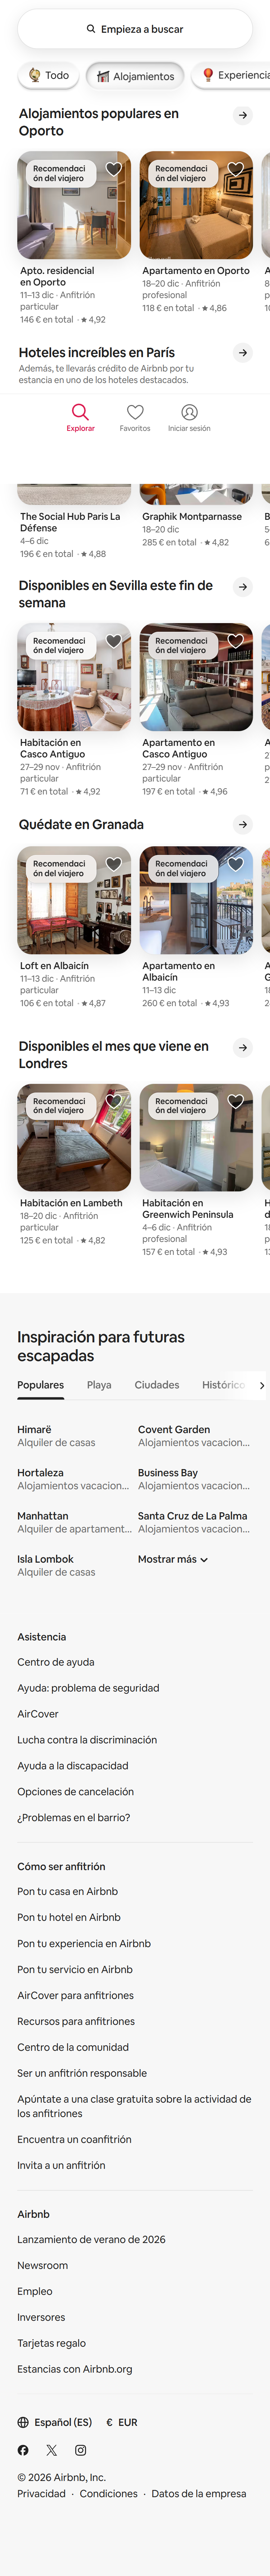 Empieza a buscar
Todo
Alojamientos
Experiencia
Alojamientos populares en
Oporto
Recomendaci
ón del viajero
Recomendaci
ón del viajero
Apto. residencial
en Oporto
11–13 dic · Anfitrión
particular
146 € en total · ★ 4,92
Apartamento en Oporto
18–20 dic · Anfitrión
profesional
118 € en total · ★ 4,86
Hoteles increíbles en París
Además, te llevarás crédito de Airbnb por tu
estancia en uno de los hoteles destacados.
Explorar
Favoritos
Iniciar sesión
The Social Hub Paris La
Défense
4–6 dic
196 € en total · ★ 4,88
Graphik Montparnasse
18–20 dic
285 € en total · ★ 4,82
Disponibles en Sevilla este fin de
semana
Recomendaci
ón del viajero
Recomendaci
ón del viajero
Habitación en
Casco Antiguo
27–29 nov · Anfitrión
particular
71 € en total · ★ 4,92
Apartamento en
Casco Antiguo
27–29 nov · Anfitrión
particular
197 € en total · ★ 4,96
Quédate en Granada
Recomendaci
ón del viajero
Recomendaci
ón del viajero
Loft en Albaicín
11–13 dic · Anfitrión
particular
106 € en total · ★ 4,87
Apartamento en
Albaicín
11–13 dic
260 € en total · ★ 4,93
Disponibles el mes que viene en
Londres
Recomendaci
ón del viajero
Recomendaci
ón del viajero
Habitación en Lambeth
18–20 dic · Anfitrión
particular
125 € en total · ★ 4,82
Habitación en
Greenwich Peninsula
4–6 dic · Anfitrión
profesional
157 € en total · ★ 4,93
Inspiración para futuras
escapadas
Populares
Playa
Ciudades
Histórico
Himarë
Alquiler de casas
Covent Garden
Alojamientos vacacion...
Hortaleza
Alojamientos vacacion...
Business Bay
Alojamientos vacacion...
Manhattan
Alquiler de apartament...
Santa Cruz de La Palma
Alojamientos vacacion...
Isla Lombok
Alquiler de casas
Mostrar más
Asistencia
Centro de ayuda
Ayuda: problema de seguridad
AirCover
Lucha contra la discriminación
Ayuda a la discapacidad
Opciones de cancelación
¿Problemas en el barrio?
Cómo ser anfitrión
Pon tu casa en Airbnb
Pon tu hotel en Airbnb
Pon tu experiencia en Airbnb
Pon tu servicio en Airbnb
AirCover para anfitriones
Recursos para anfitriones
Centro de la comunidad
Ser un anfitrión responsable
Apúntate a una clase gratuita sobre la actividad de
los anfitriones
Encuentra un coanfitrión
Invita a un anfitrión
Airbnb
Lanzamiento de verano de 2026
Newsroom
Empleo
Inversores
Tarjetas regalo
Estancias con Airbnb.org
Español (ES)
€ EUR
© 2026 Airbnb, Inc.
Privacidad · Condiciones · Datos de la empresa